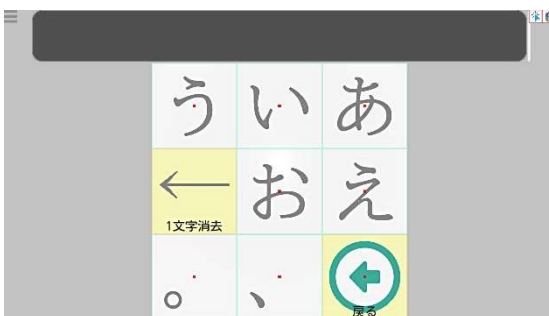 う い あ
← お え
1文字消去
。 、
戻る